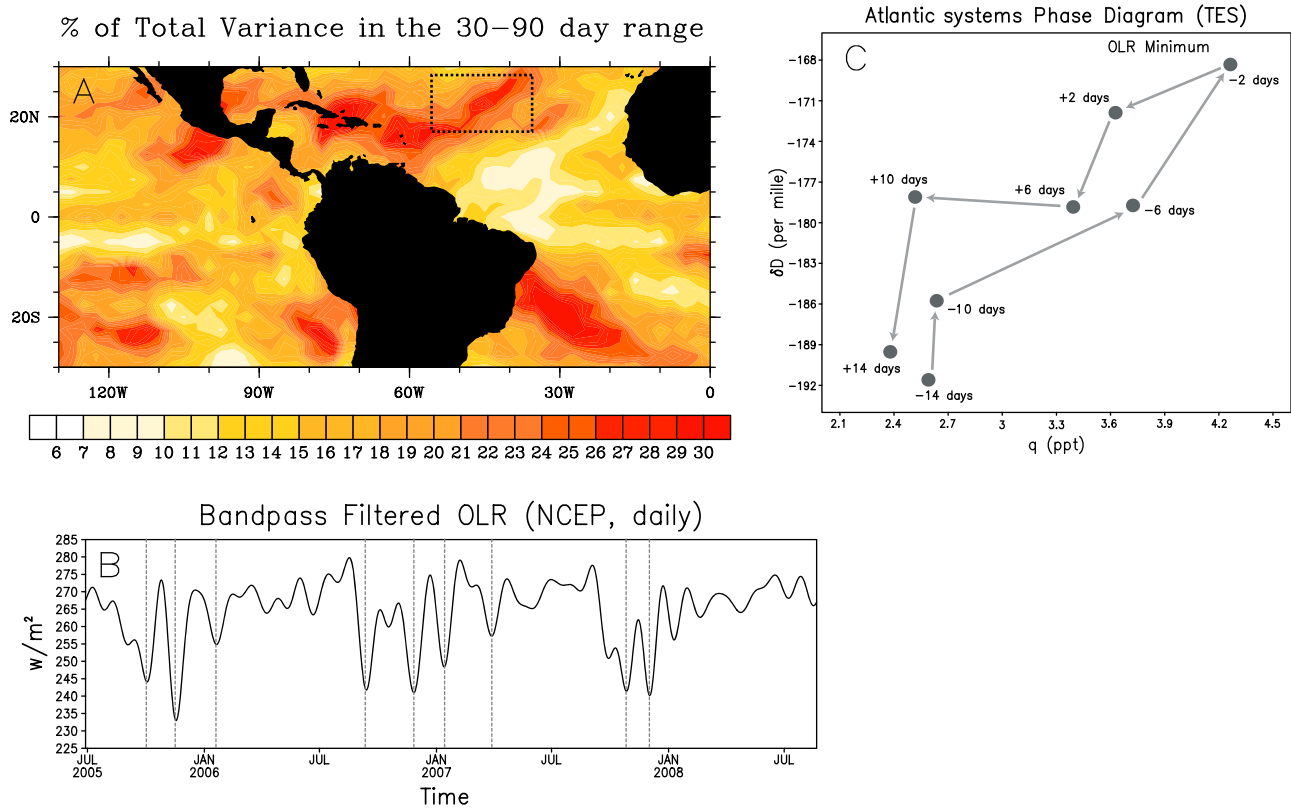 % of Total Variance in the 30−90 day range
A
20N
0
20S
120W 90W 60W 30W 0
6 7 8 9 10 11 12 13 14 15 16 17 18 19 20 21 22 23 24 25 26 27 28 29 30
Atlantic systems Phase Diagram (TES)
C
OLR Minimum
−2 days
+2 days
+6 days
+10 days
−6 days
−10 days
+14 days
−14 days
δD (per mille)
−168
−171
−174
−177
−180
−183
−186
−189
−192
2.1 2.4 2.7 3 3.3 3.6 3.9 4.2 4.5
q (ppt)
Bandpass Filtered OLR (NCEP, daily)
B
w/m²
285
280
275
270
265
260
255
250
245
240
235
230
225
JUL JAN JUL JAN JUL JAN JUL
2005 2006 2007 2008
Time